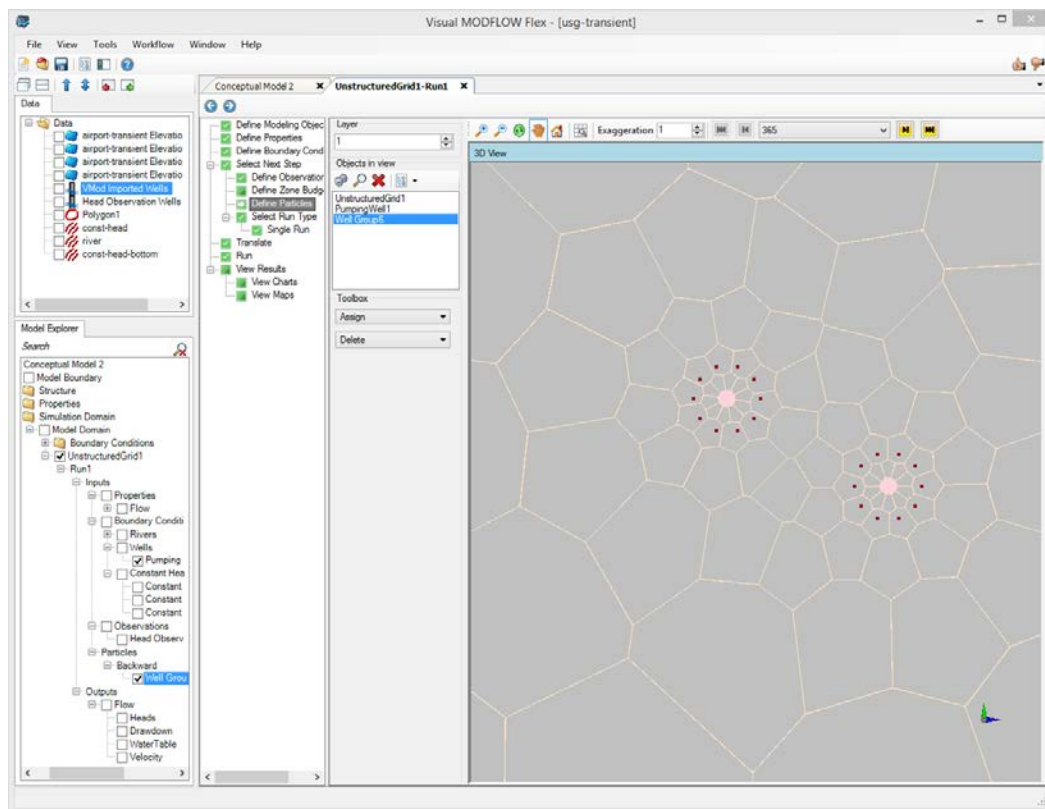 Visual MODFLOW Flex - [usg-transient]
File View Tools Workflow Window Help
Data
Data
airport-transient Elevatio
airport-transient Elevatio
airport-transient Elevatio
airport-transient Elevatio
VMod Imported Wells
Head Observation Wells
Polygon1
const-head
river
const-head-bottom
Model Explorer
Search
Conceptual Model 2
Model Boundary
Structure
Properties
Simulation Domain
Model Domain
Boundary Conditions
UnstructuredGrid1
Run1
Inputs
Properties
Flow
Boundary Conditi
Rivers
Wells
Pumping
Constant Hea
Constant
Constant
Constant
Observations
Head Observ
Particles
Backward
Well Grou
Outputs
Flow
Heads
Drawdown
WaterTable
Velocity
Conceptual Model 2 UnstructuredGrid1-Run1
Define Modeling Objec
Define Properties
Define Boundary Cond
Select Next Step
Define Observation
Define Zone Budg
Define Particles
Select Run Type
Single Run
Translate
Run
View Results
View Charts
View Maps
Layer
1
Objects in view
UnstructuredGrid1
PumpingWell1
Well Group6
Toolbox
Assign
Delete
Exaggeration 1 365
3D View